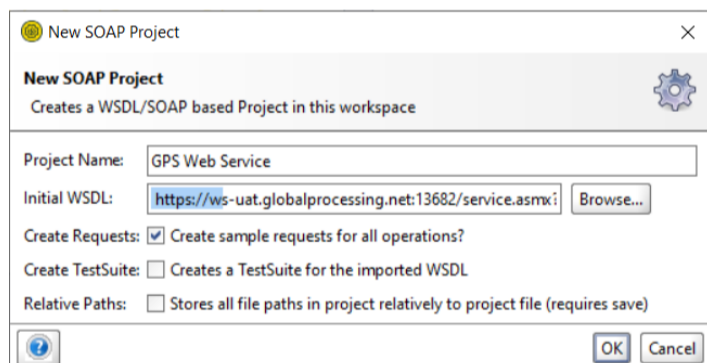 New SOAP Project
New SOAP Project
Creates a WSDL/SOAP based Project in this workspace
Project Name: GPS Web Service
Initial WSDL: https://ws-uat.globalprocessing.net:13682/service.asmx? Browse...
Create Requests: Create sample requests for all operations?
Create TestSuite: Creates a TestSuite for the imported WSDL
Relative Paths: Stores all file paths in project relatively to project file (requires save)
? OK Cancel